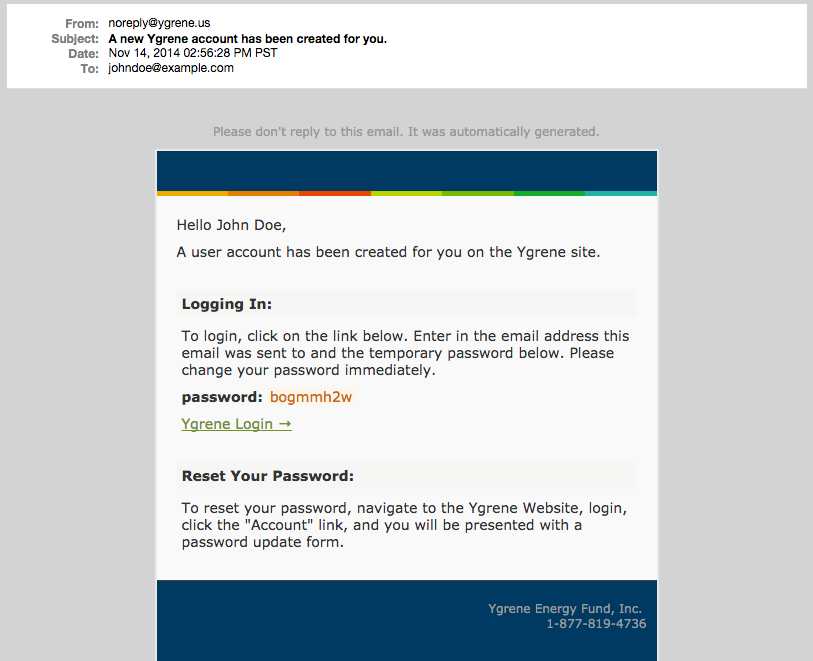 From: noreply@ygrene.us
Subject: A new Ygrene account has been created for you.
Date: Nov 14, 2014 02:56:28 PM PST
To: johndoe@example.com
Please don't reply to this email. It was automatically generated.
Hello John Doe,
A user account has been created for you on the Ygrene site.
Logging In:
To login, click on the link below. Enter in the email address this
email was sent to and the temporary password below. Please
change your password immediately.
password: bogmmh2w
Ygrene Login →
Reset Your Password:
To reset your password, navigate to the Ygrene Website, login,
click the "Account" link, and you will be presented with a
password update form.
Ygrene Energy Fund, Inc.
1-877-819-4736